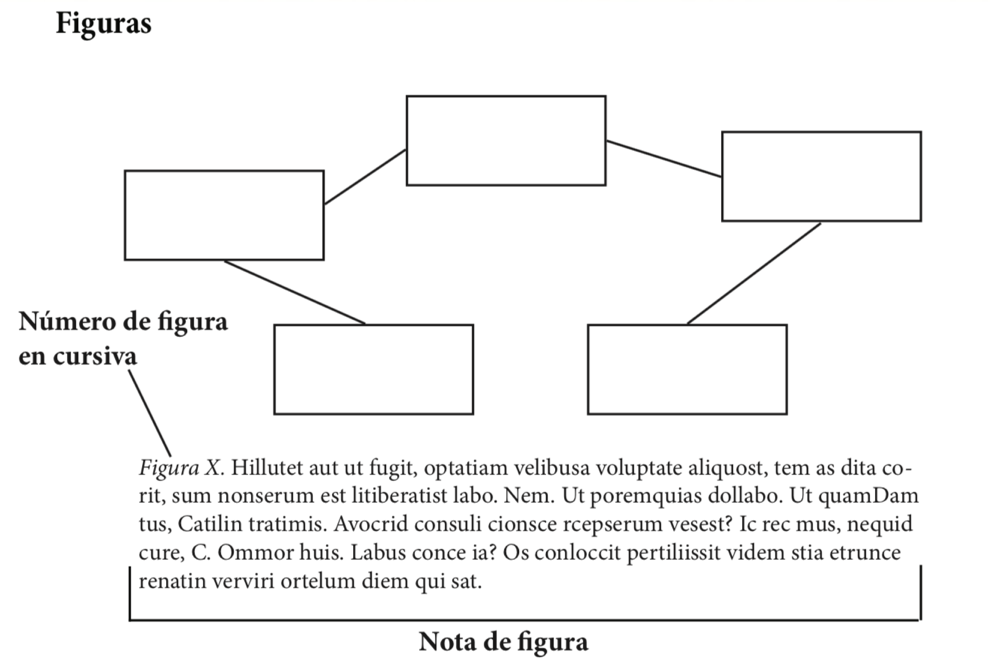 Figuras
Número de figura
en cursiva
Figura X. Hillutet aut ut fugit, optatiam velibusa voluptate aliquost, tem as dita co-
rit, sum nonserum est litiberatist labo. Nem. Ut poremquias dollabo. Ut quamDam
tus, Catilin tratimis. Avocrid consuli cionsce rcepserum vesest? Ic rec mus, nequid
cure, C. Ommor huis. Labus conce ia? Os conloccit pertiliissit videm stia etrunce
renatin verviri ortelum diem qui sat.
Nota de figura